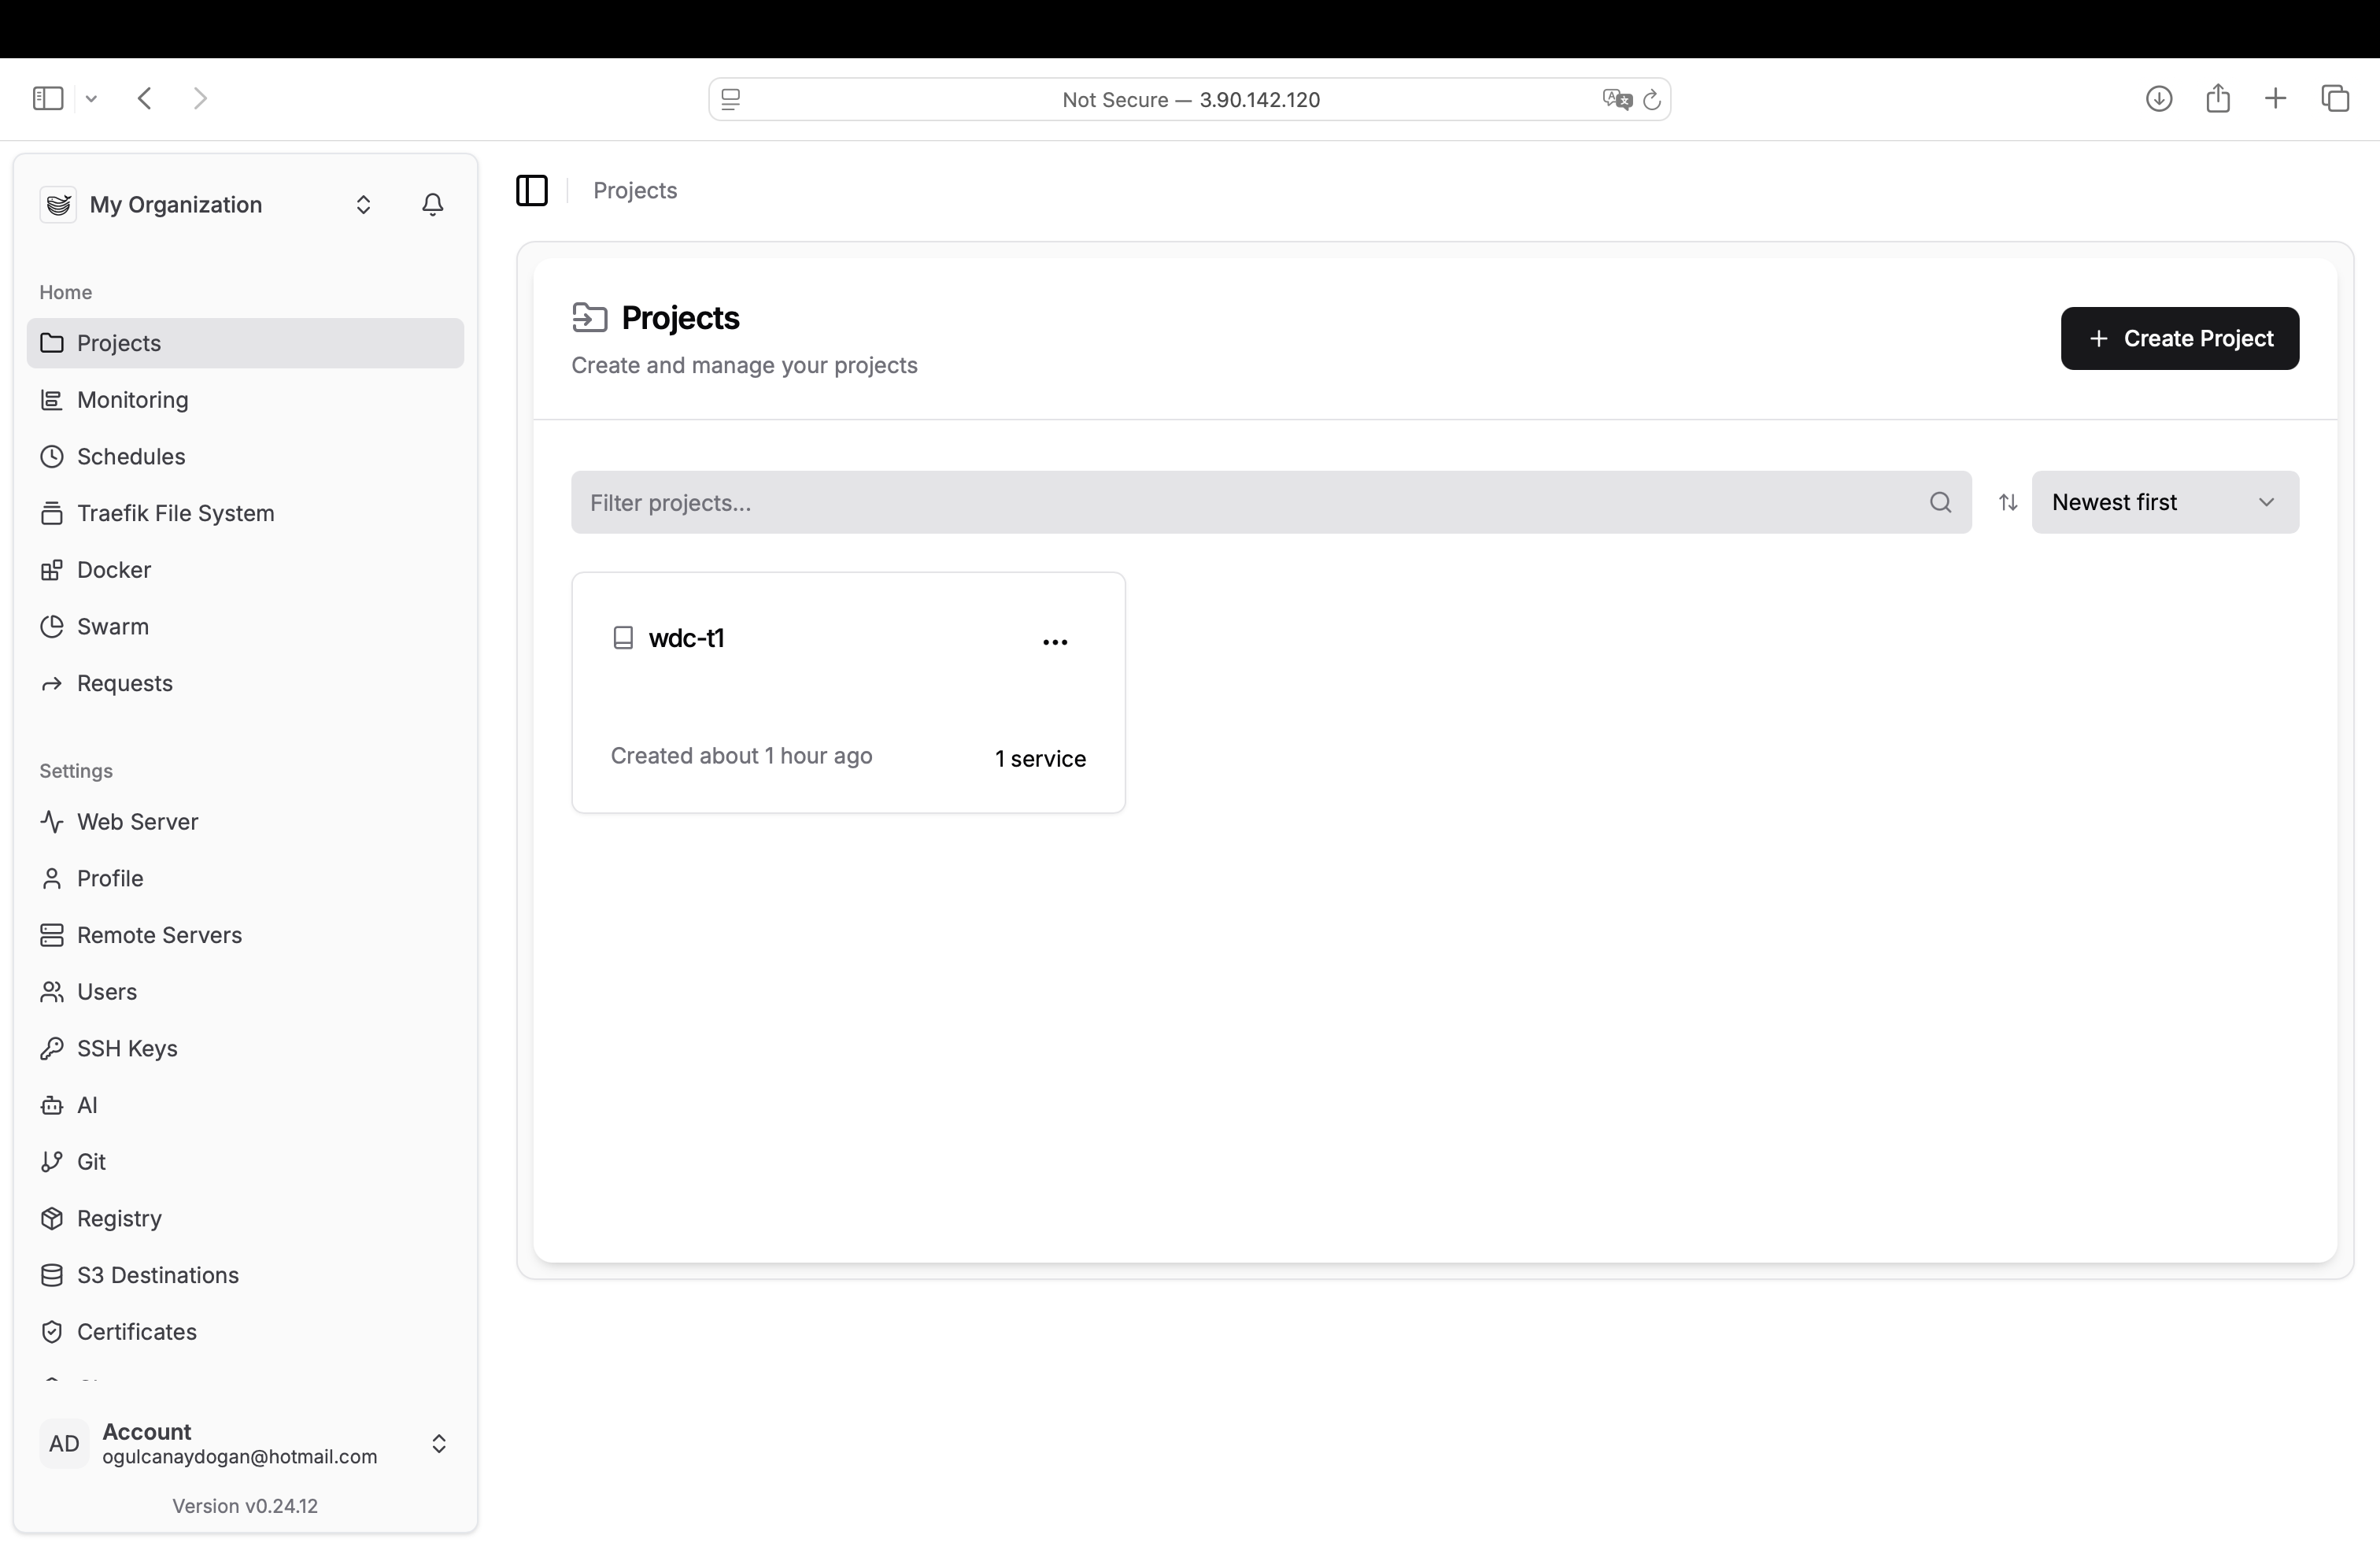 Not Secure — 3.90.142.120
My Organization
Home
Projects
Monitoring
Schedules
Traefik File System
Docker
Swarm
Requests
Settings
Web Server
Profile
Remote Servers
Users
SSH Keys
AI
Git
Registry
S3 Destinations
Certificates
AD
Account
ogulcanaydogan@hotmail.com
Version v0.24.12
Projects
Projects
Create and manage your projects
Create Project
Filter projects...
Newest first
wdc-t1
Created about 1 hour ago
1 service